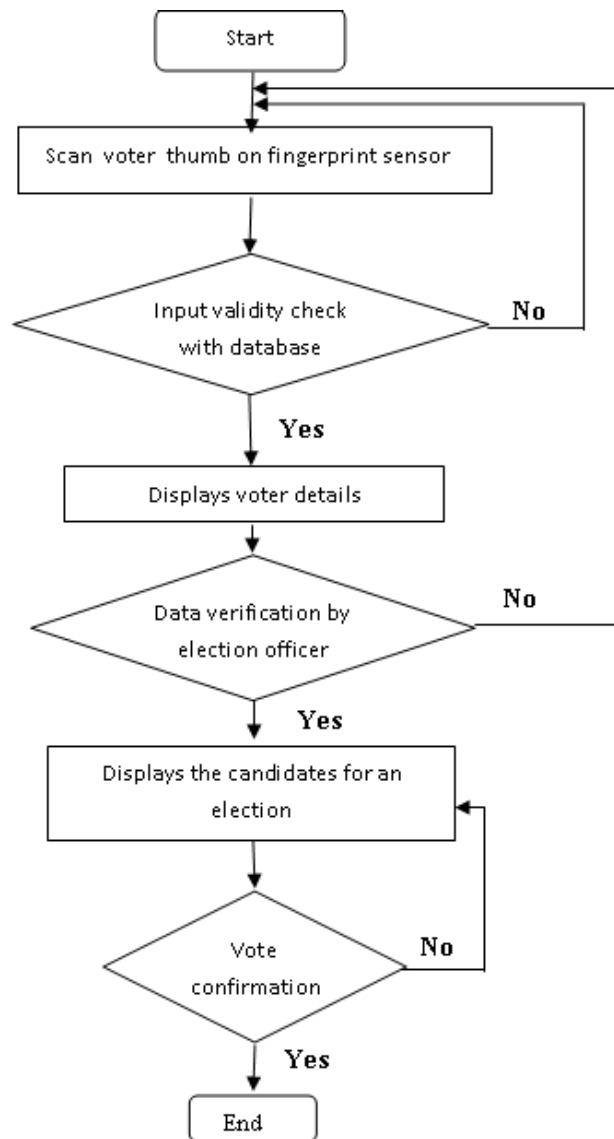 Start
Scan voter thumb on fingerprint sensor
Input validity check
with database
No
Yes
Displays voter details
Data verification by
election officer
No
Yes
Displays the candidates for an
election
Vote
confirmation
No
Yes
End